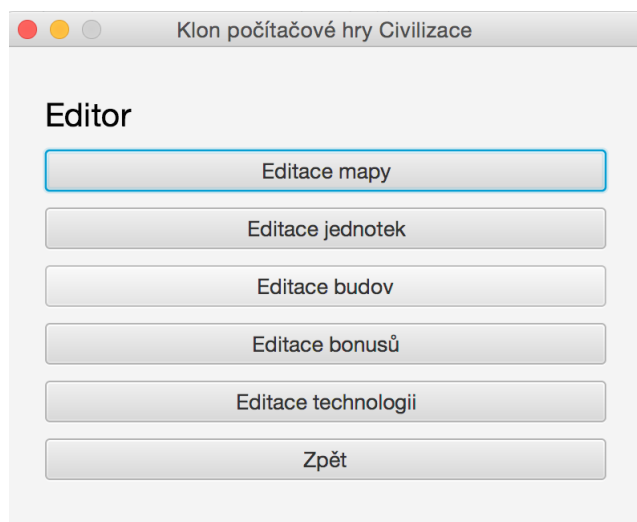 Klon počítačové hry Civilizace
Editor
Editace mapy
Editace jednotek
Editace budov
Editace bonusů
Editace technologii
Zpět